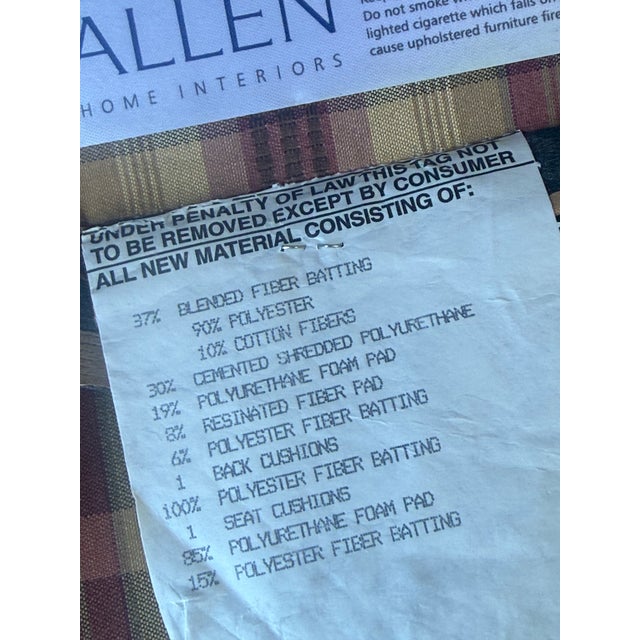 ALLEN
HOME INTERIORS
Do not smoke
lighted cigarette which falls on
cause upholstered furniture fire
UNDER PENALTY OF LAW THIS TAG NOT
TO BE REMOVED EXCEPT BY CONSUMER
ALL NEW MATERIAL CONSISTING OF:
37% BLENDED FIBER BATTING
90% POLYESTER
10% COTTON FIBERS
30% CEMENTED SHREDDED POLYURETHANE
19% POLYURETHANE FOAM PAD
8% RESINATED FIBER PAD
6% POLYESTER FIBER BATTING
1 BACK CUSHIONS
100% POLYESTER FIBER BATTING
1 SEAT CUSHIONS
85% POLYURETHANE FOAM PAD
15% POLYESTER FIBER BATTING